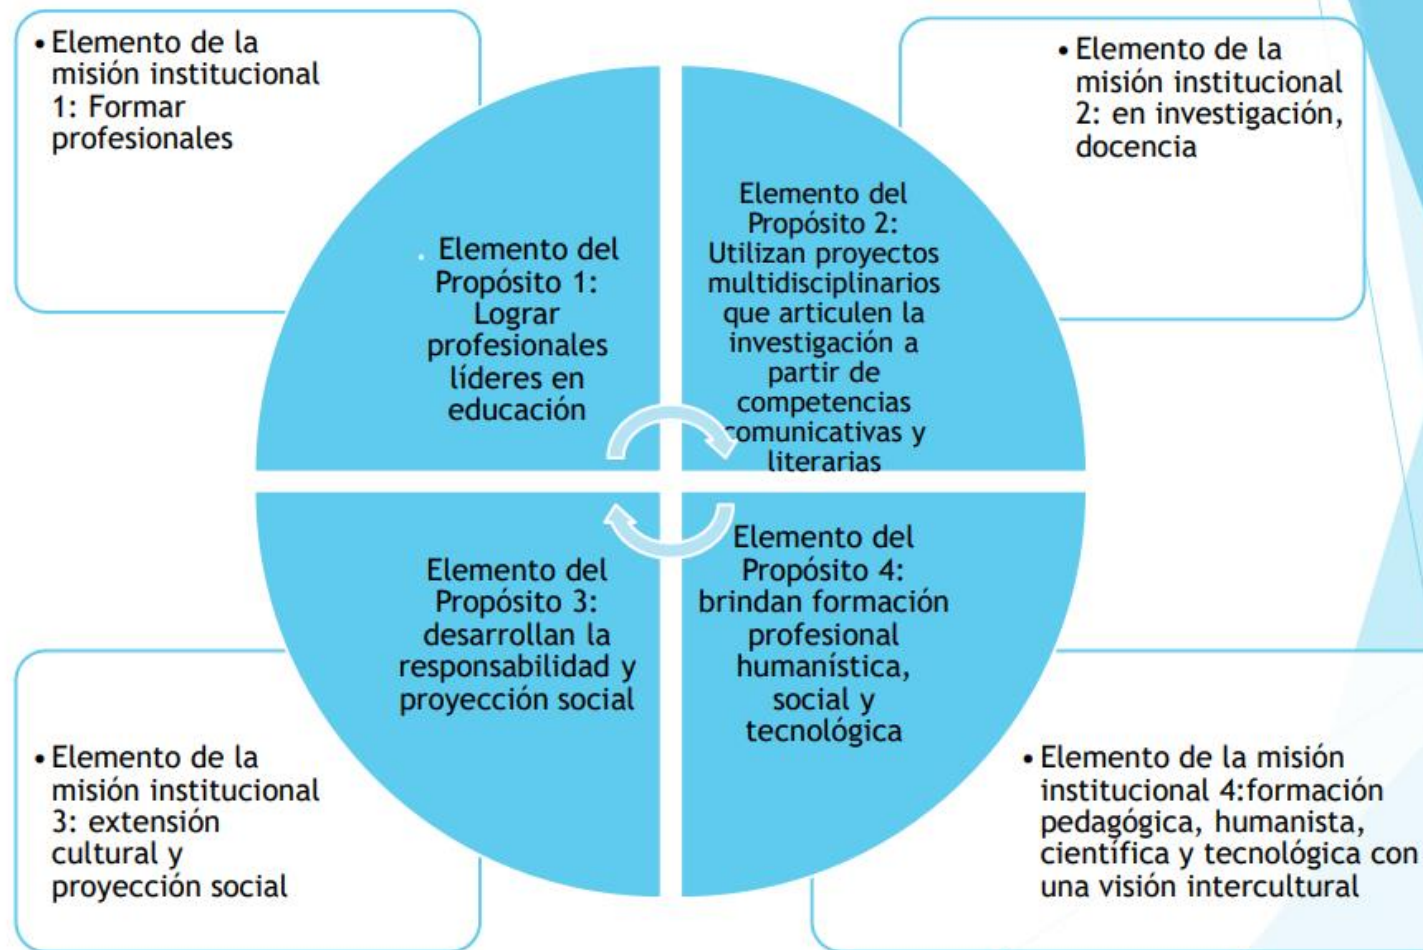 • Elemento de la
misión institucional
1: Formar
profesionales
• Elemento de la
misión institucional
2: en investigación,
docencia
. Elemento del
Propósito 1:
Lograr
profesionales
líderes en
educación
Elemento del
Propósito 2:
Utilizan proyectos
multidisciplinarios
que articulen la
investigación a
partir de
competencias
comunicativas y
literarias
Elemento del
Propósito 3:
desarrollan la
responsabilidad y
proyección social
Elemento del
Propósito 4:
brindan formación
profesional
humanística,
social y
tecnológica
• Elemento de la
misión institucional
3: extensión
cultural y
proyección social
• Elemento de la misión
institucional 4:formación
pedagógica, humanista,
científica y tecnológica con
una visión intercultural